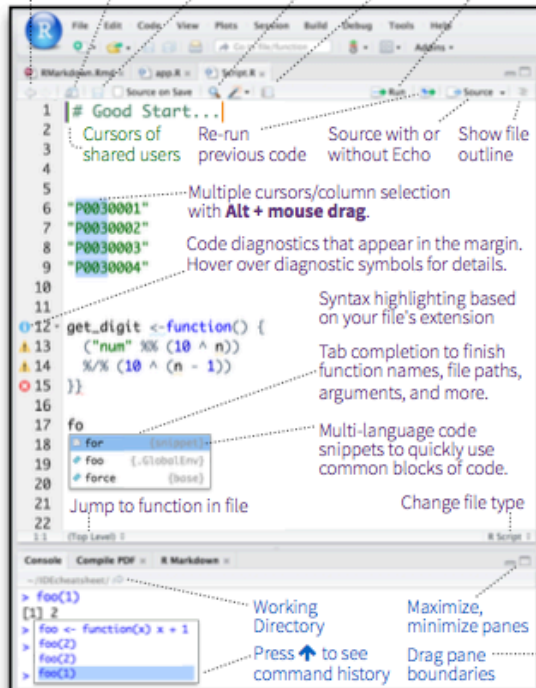 R
File Edit Code View Plots Session Build Debug Tools Help
Go to file/function Addins
RMarkdown.Rmd app.R Script.R
Source on Save Run Source
1 # Good Start...
2 Cursors of shared users Re-run previous code Source with or without Echo Show file outline
3
4
5
Multiple cursors/column selection
6 "P0030001" with Alt + mouse drag.
7 "P0030002"
8 "P0030003" Code diagnostics that appear in the margin.
9 "P0030004" Hover over diagnostic symbols for details.
10
11 Syntax highlighting based
on your file's extension
12 get_digit <-function() {
13 ("num" %% (10 ^ n))
14 %/% (10 ^ (n - 1))
15 }}
Tab completion to finish
function names, file paths,
arguments, and more.
16
17 fo
18 for {snippet}
19 foo {.GlobalEnv}
20 force {base}
Multi-language code
snippets to quickly use
common blocks of code.
21 Jump to function in file Change file type
22
1:1 (Top Level) R Script
Console Compile PDF R Markdown
~/IDEcheatsheet/
> foo(1)
[1] 2
> foo <- function(x) x + 1
> foo(2)
foo(2)
> foo(1)
Working
Directory
Maximize,
minimize panes
Press ↑ to see
command history
Drag pane
boundaries